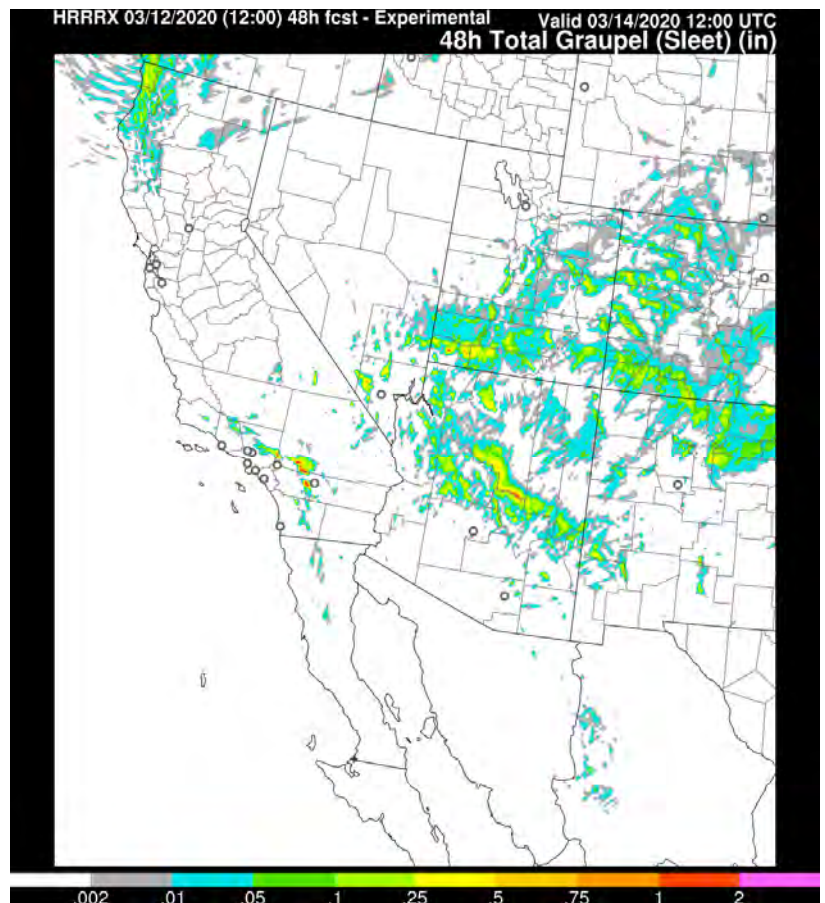 HRRRX 03/12/2020 (12:00) 48h fcst - Experimental Valid 03/14/2020 12:00 UTC
48h Total Graupel (Sleet) (in)
.002 .01 .05 .1 .25 .5 .75 1 2